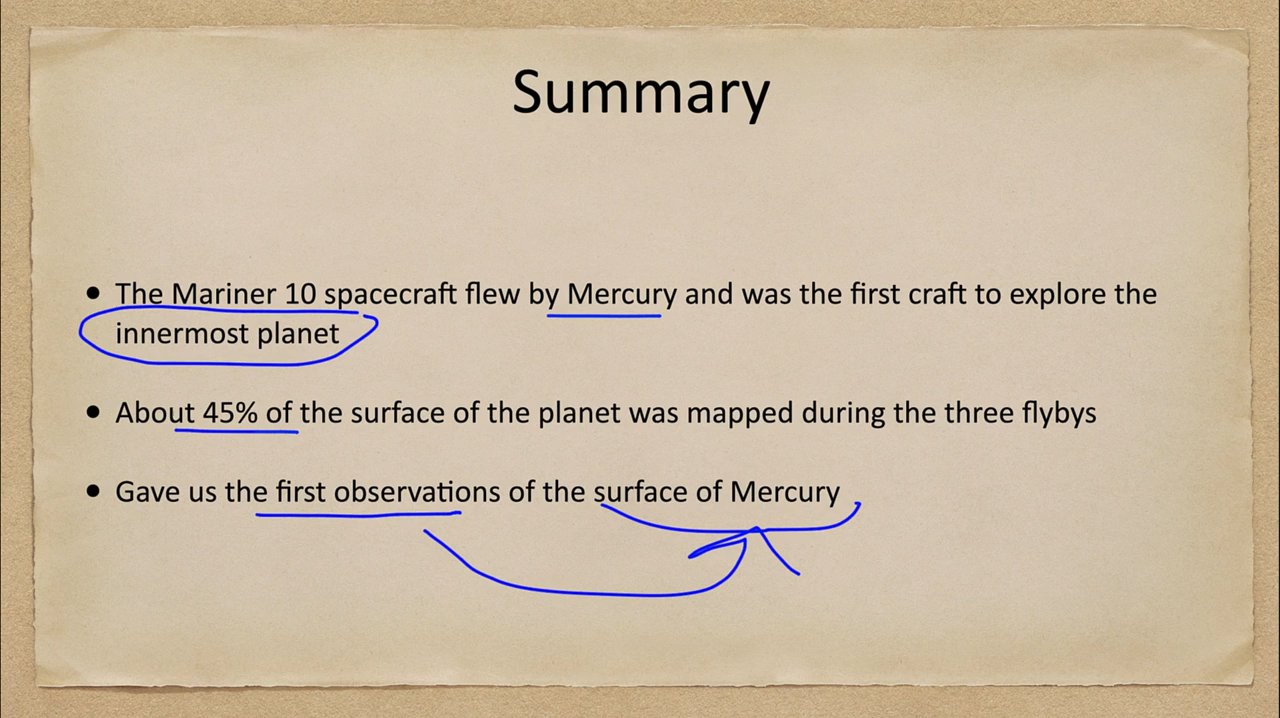 Summary
• The Mariner 10 spacecraft flew by Mercury and was the first craft to explore the
innermost planet
• About 45% of the surface of the planet was mapped during the three flybys
• Gave us the first observations of the surface of Mercury